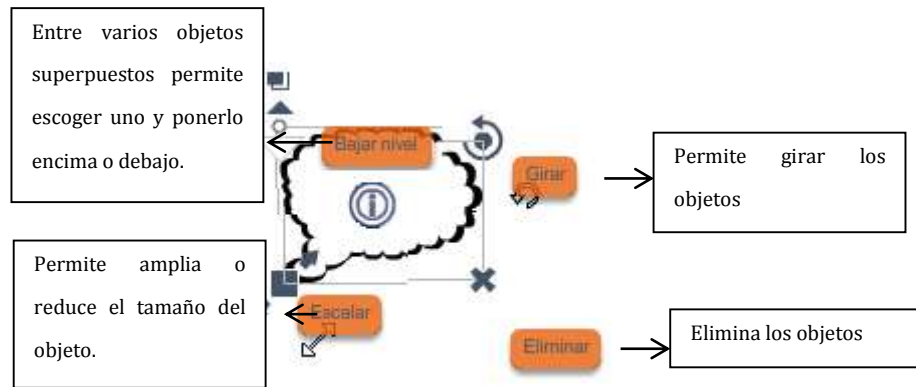 Entre varios objetos
superpuestos permite
escoger uno y ponerlo
encima o debajo.
Bajar nivel
Girar
Permite girar los
objetos
Permite amplia o
reduce el tamaño del
objeto.
Escalar
Eliminar
Elimina los objetos